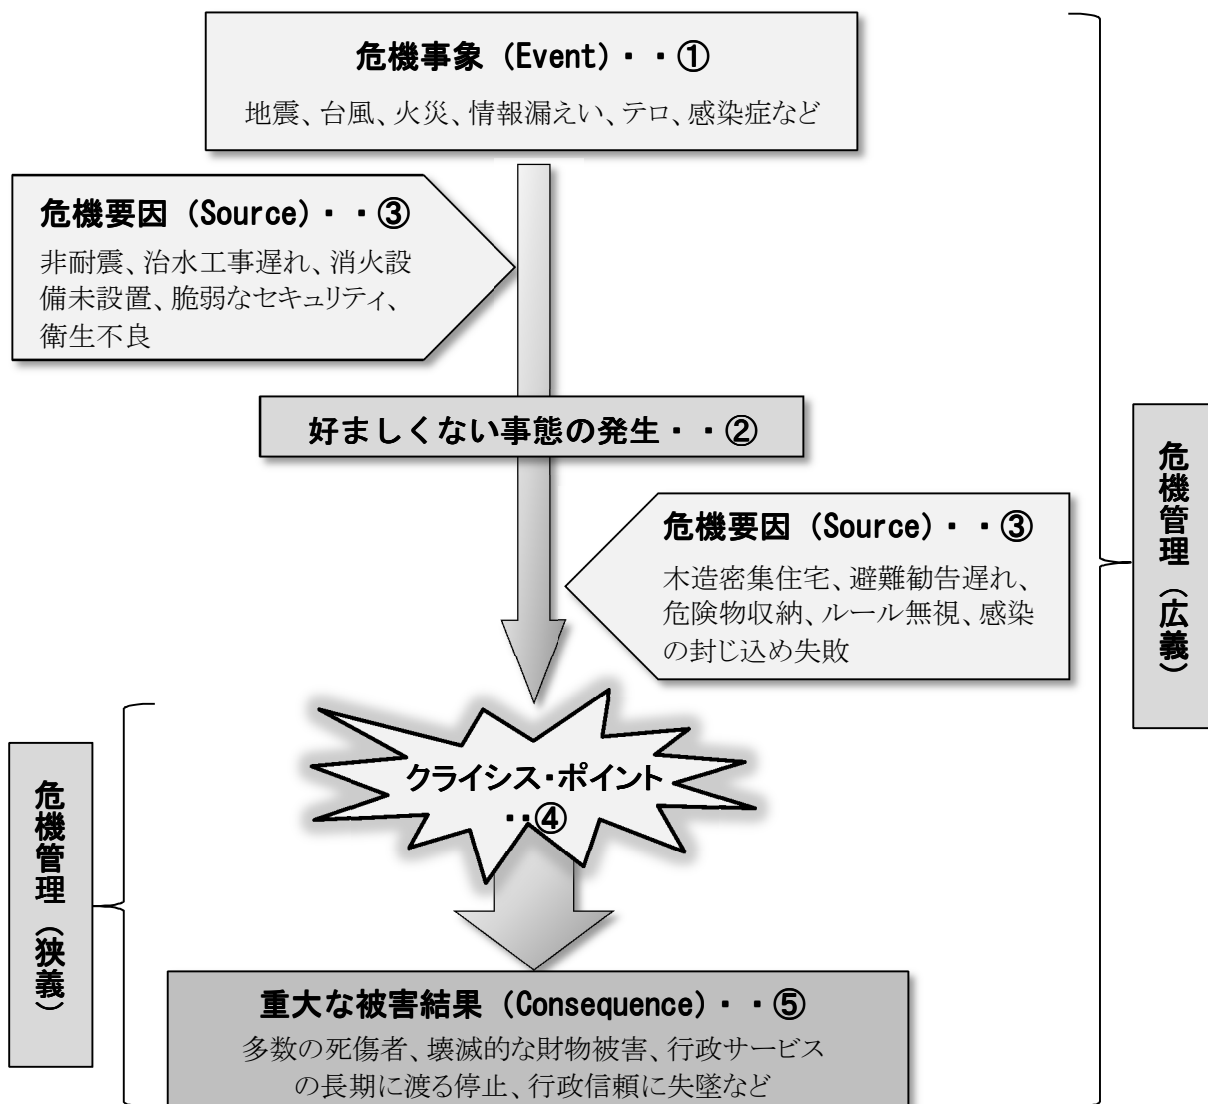 危機事象（Event）・・①
地震、台風、火災、情報漏えい、テロ、感染症など
危機要因（Source）・・③
非耐震、治水工事遅れ、消火設
備未設置、脆弱なセキュリティ、
衛生不良
好ましくない事態の発生・・②
危機要因（Source）・・③
木造密集住宅、避難勧告遅れ、
危険物収納、ルール無視、感染
の封じ込め失敗
危機管理（広義）
クライシス・ポイント
・・④
危機管理（狭義）
重大な被害結果（Consequence）・・⑤
多数の死傷者、壊滅的な財物被害、行政サービス
の長期に渡る停止、行政信頼に失墜など